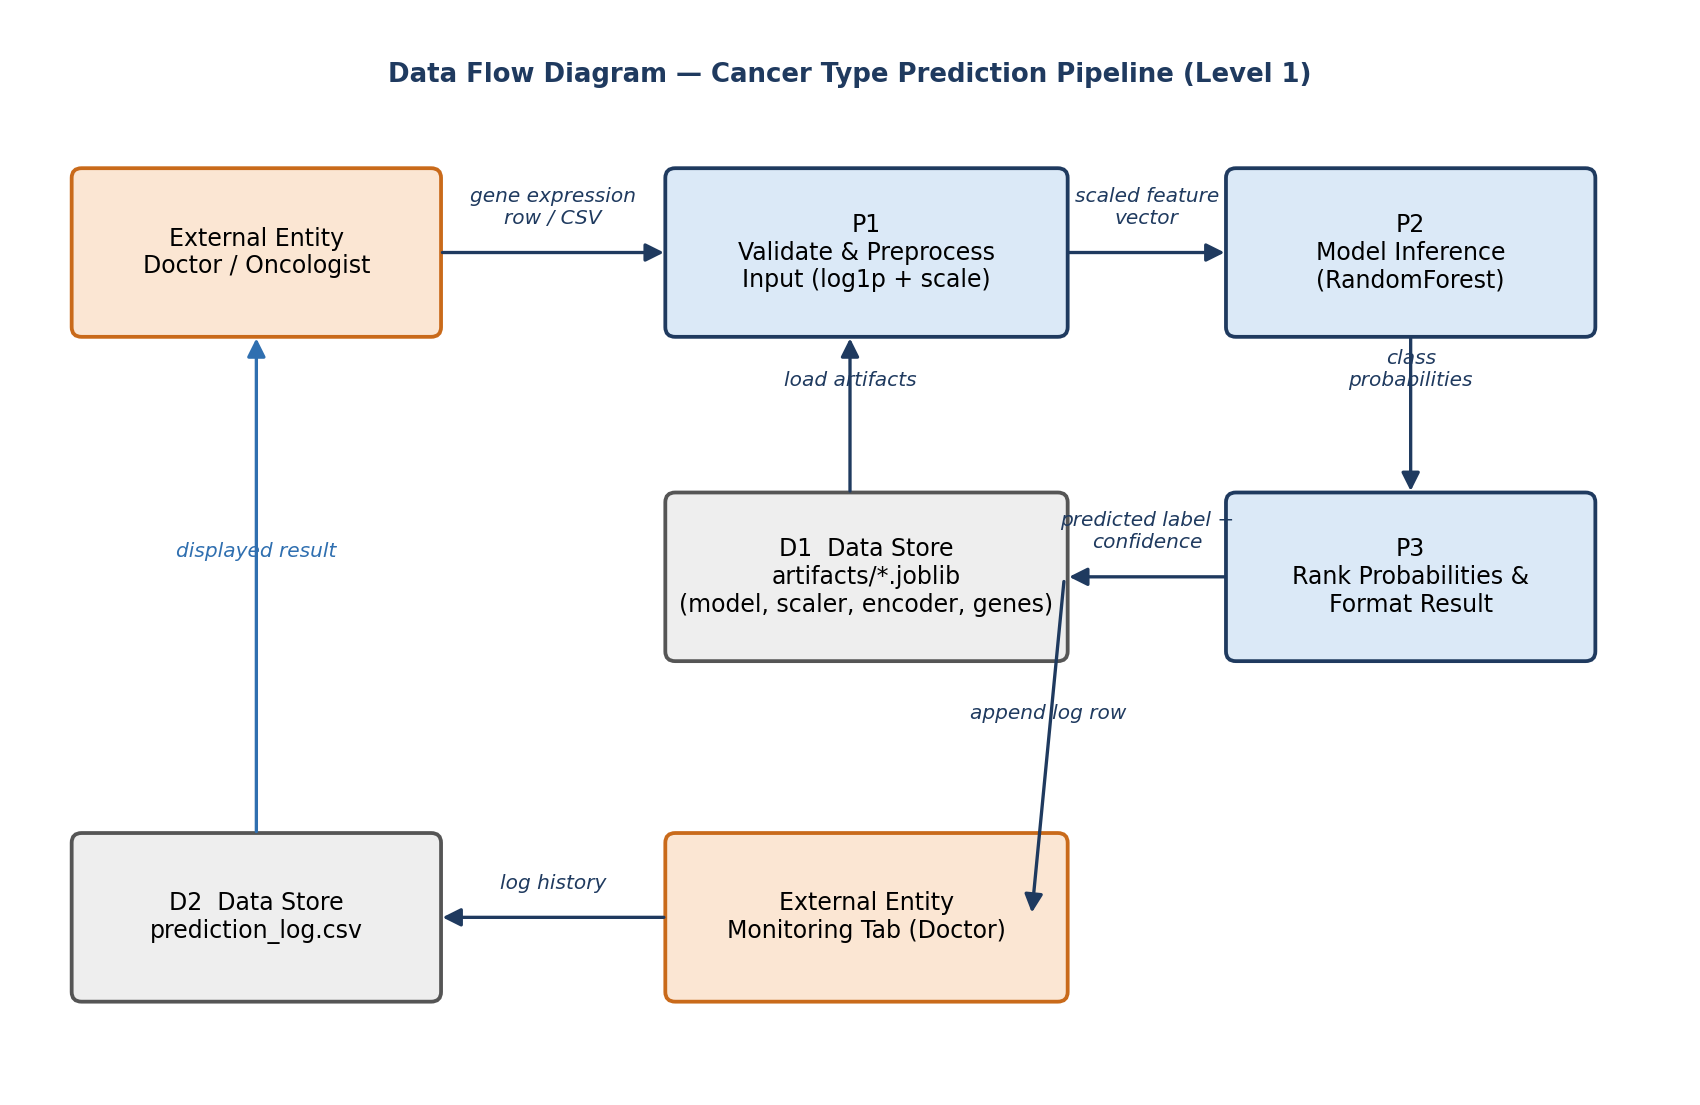 Data Flow Diagram — Cancer Type Prediction Pipeline (Level 1)
External Entity
Doctor / Oncologist
gene expression
row / CSV
P1
Validate & Preprocess
Input (log1p + scale)
scaled feature
vector
P2
Model Inference
(RandomForest)
load artifacts
class
probabilities
displayed result
D1  Data Store
artifacts/*.joblib
(model, scaler, encoder, genes)
predicted label +
confidence
P3
Rank Probabilities &
Format Result
append log row
D2  Data Store
prediction_log.csv
log history
External Entity
Monitoring Tab (Doctor)